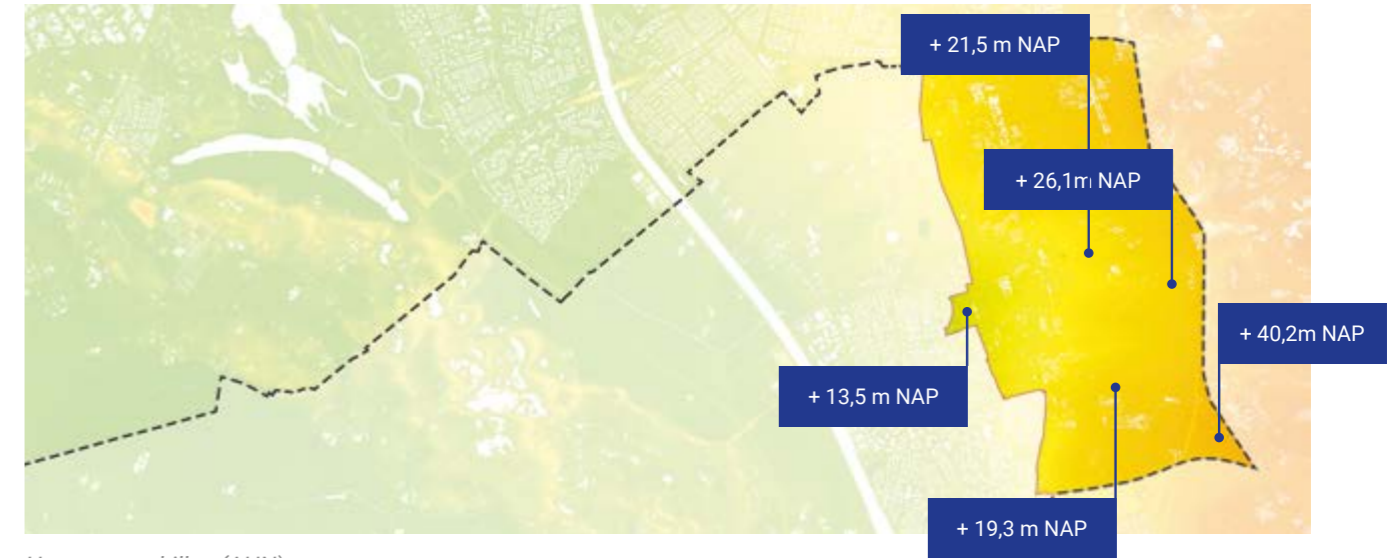 + 21,5 m NAP
+ 26,1m NAP
+ 40,2m NAP
+ 13,5 m NAP
+ 19,3 m NAP